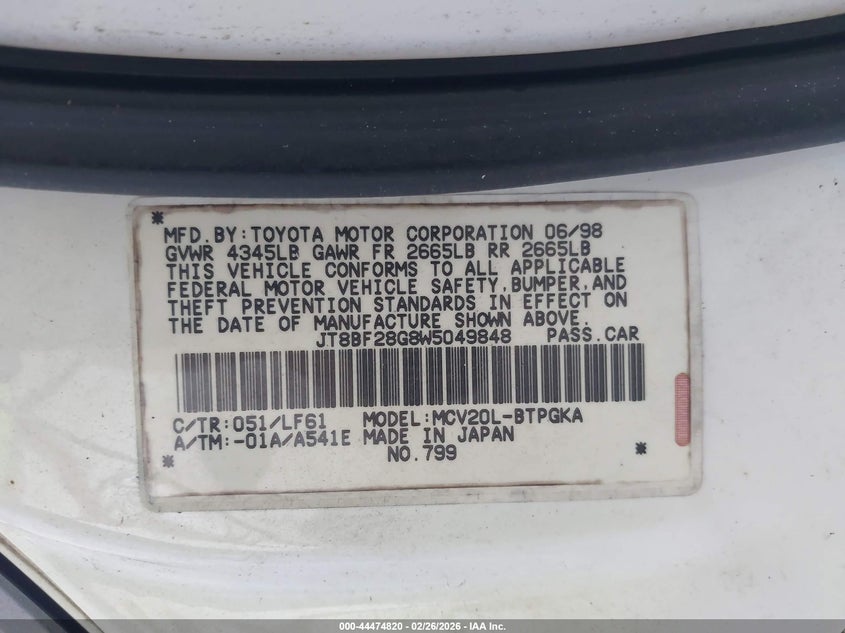 *
MFD.BY:TOYOTA MOTOR CORPORATION 06/98
GVWR 4345LB GAWR FR 2665LB RR 2665LB
THIS VEHICLE CONFORMS TO ALL APPLICABLE
FEDERAL MOTOR VEHICLE SAFETY,BUMPER,AND
THEFT PREVENTION STANDARDS IN EFFECT ON
THE DATE OF MANUFACTURE SHOWN ABOVE.
JT8BF28G8W5049848 PASS.CAR
C/TR:051/LF61 MODEL:MCV20L-BTPGKA
A/TM:-01A/A541E MADE IN JAPAN
* NO.799 *
000-44474820 - 02/26/2026 - IAA Inc.